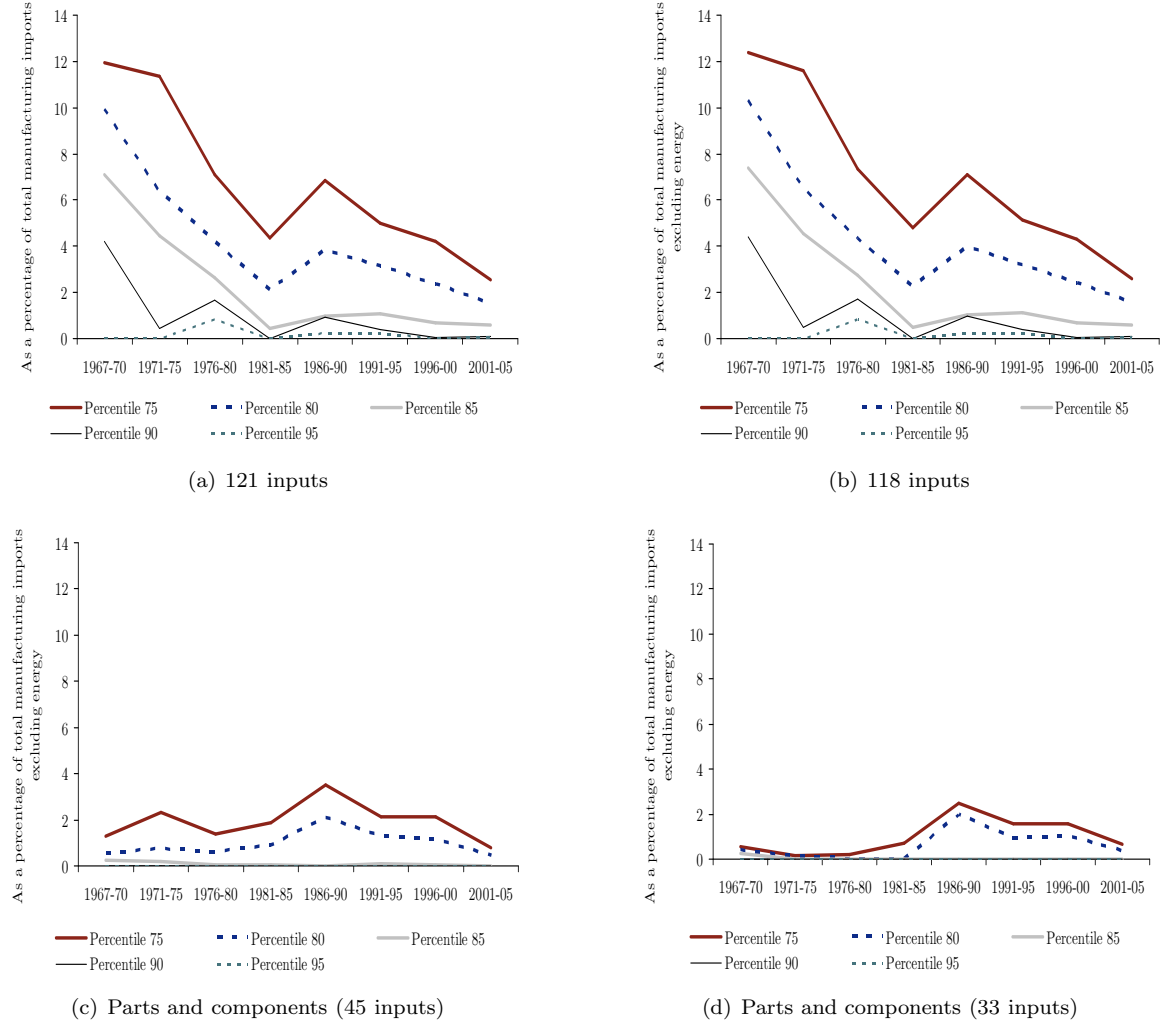 As a percentage of total manufacturing imports
14
12
10
8
6
4
2
0
1967-70 1971-75 1976-80 1981-85 1986-90 1991-95 1996-00 2001-05
Percentile 75 Percentile 80 Percentile 85
Percentile 90 Percentile 95
(a) 121 inputs
As a percentage of total manufacturing imports
excluding energy
14
12
10
8
6
4
2
0
1967-70 1971-75 1976-80 1981-85 1986-90 1991-95 1996-00 2001-05
Percentile 75 Percentile 80 Percentile 85
Percentile 90 Percentile 95
(b) 118 inputs
As a percentage of total manufacturing imports
excluding energy
14
12
10
8
6
4
2
0
1967-70 1971-75 1976-80 1981-85 1986-90 1991-95 1996-00 2001-05
Percentile 75 Percentile 80 Percentile 85
Percentile 90 Percentile 95
(c) Parts and components (45 inputs)
As a percentage of total manufacturing imports
excluding energy
14
12
10
8
6
4
2
0
1967-70 1971-75 1976-80 1981-85 1986-90 1991-95 1996-00 2001-05
Percentile 75 Percentile 80 Percentile 85
Percentile 90 Percentile 95
(d) Parts and components (33 inputs)